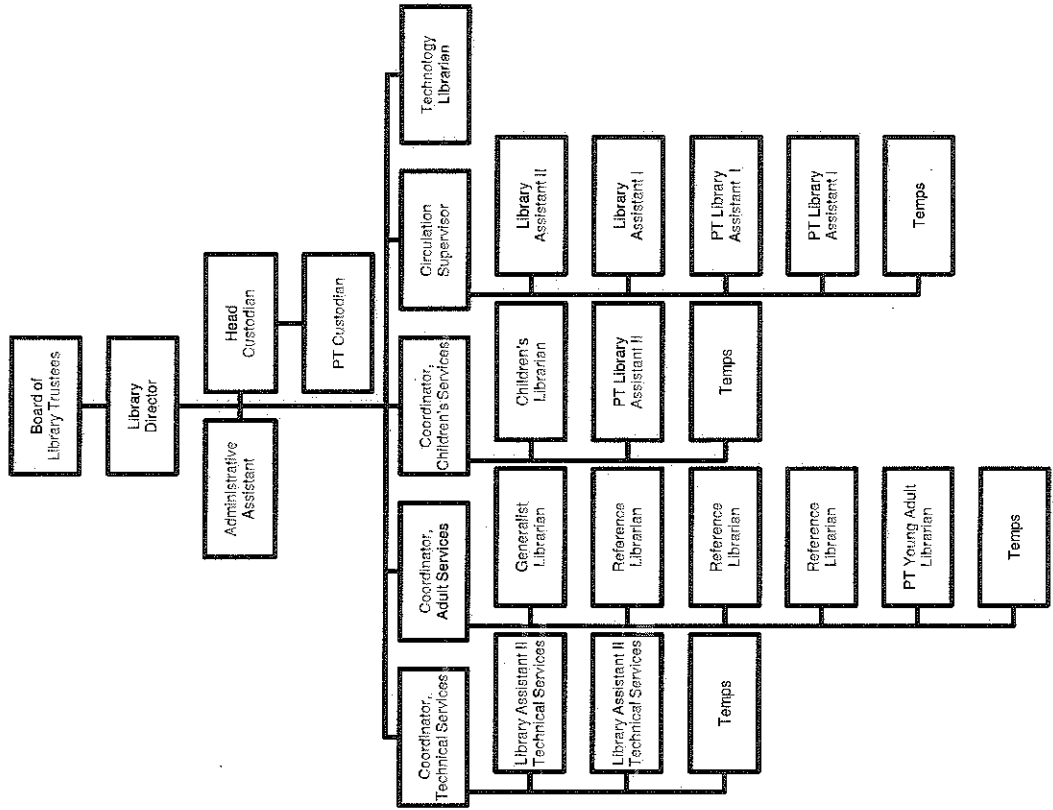 Board of
Library Trustees
Library
Director
Administrative
Assistant
Head
Custodian
PT Custodian
Coordinator,
Technical Services
Coordinator,
Adult Services
Coordinator,
Children's Services
Circulation
Supervisor
Technology
Librarian
Library Assistant II
Technical Services
Library Assistant II
Technical Services
Temps
Generalist
Librarian
Reference
Librarian
Reference
Librarian
Reference
Librarian
PT Young Adult
Librarian
Temps
Children's
Librarian
PT Library
Assistant II
Temps
Library
Assistant II
Library
Assistant I
PT Library
Assistant I
PT Library
Assistant I
Temps